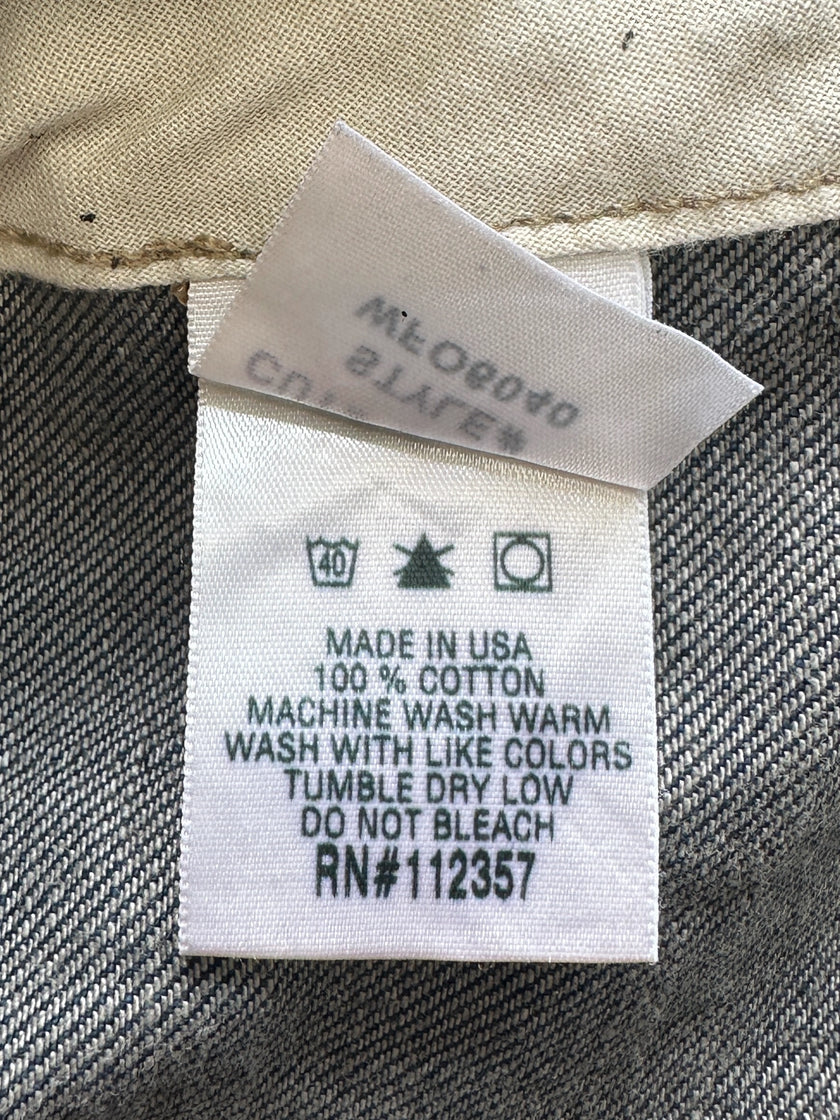 STYLE#
40
MADE IN USA
100 % COTTON
MACHINE WASH WARM
WASH WITH LIKE COLORS
TUMBLE DRY LOW
DO NOT BLEACH
RN#112357